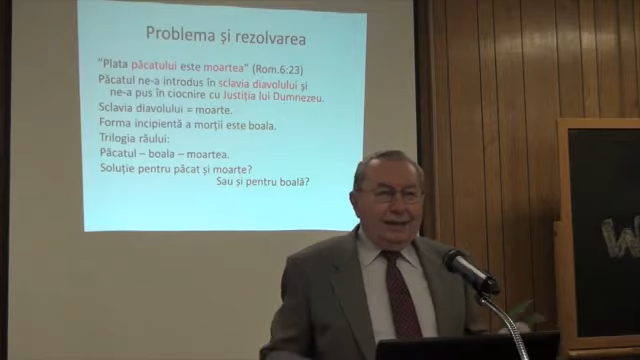 Problema și rezolvarea
"Plata păcatului este moartea" (Rom.6:23)
Păcatul ne-a introdus în sclavia diavolului și
ne-a pus în ciocnire cu Justiția lui Dumnezeu.
Sclavia diavolului = moarte.
Forma incipientă a morții este boala.
Trilogia răului:
Păcatul – boala – moartea.
Soluție pentru păcat și moarte?
Sau și pentru boală?